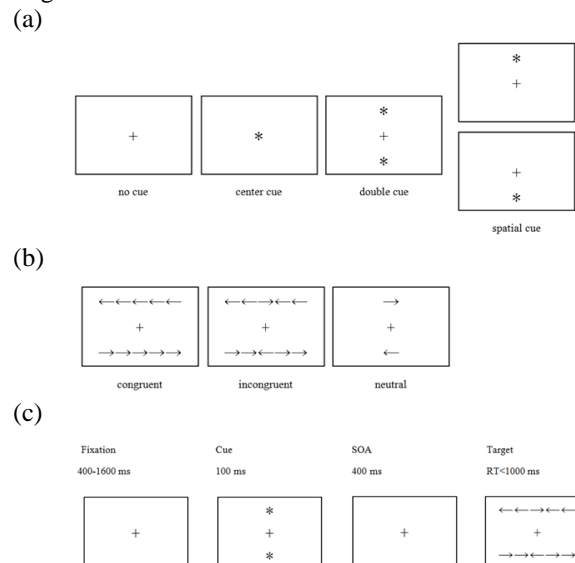 (a)
*
+
+ * * + *
no cue center cue double cue + *
spatial cue
(b)
←←←←← ←←→←← →
+ + +
→→→→→ →→←→→ ←
congruent incongruent neutral
(c)
Fixation Cue SOA Target
400-1600 ms 100 ms 400 ms RT<1000 ms
* ←←→←←
+ + + +
* →→←→→